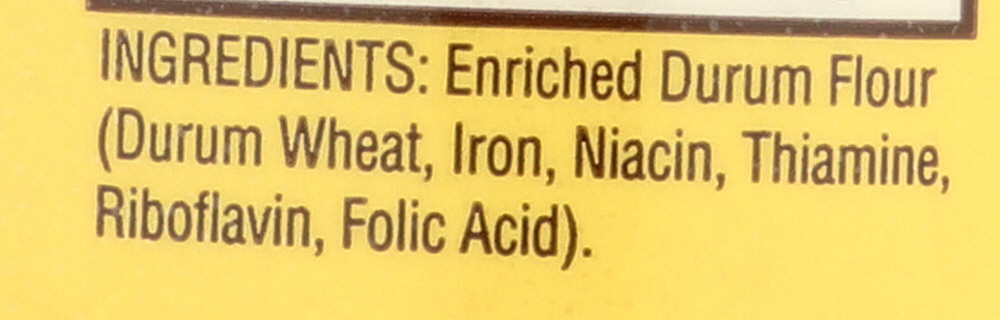 INGREDIENTS: Enriched Durum Flour
(Durum Wheat, Iron, Niacin, Thiamine,
Riboflavin, Folic Acid).